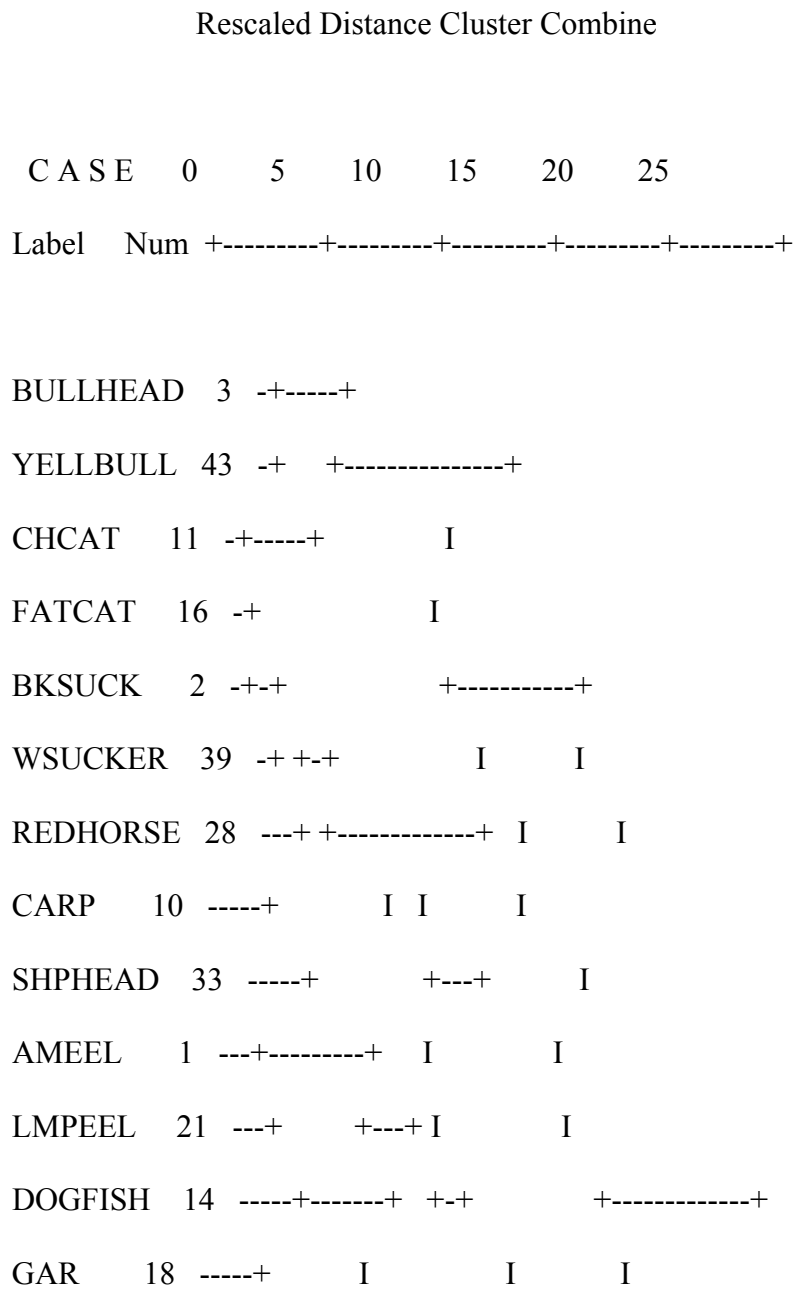 Rescaled Distance Cluster Combine
C A S E 0 5 10 15 20 25
Label Num +---------+---------+---------+---------+---------+
BULLHEAD 3 -+-----+
YELLBULL 43 -+ +---------------+
CHCAT 11 -+-----+ I
FATCAT 16 -+ I
BKSUCK 2 -+-+ +-----------+
WSUCKER 39 -+ +-+ I I
REDHORSE 28 ---+ +-------------+ I I
CARP 10 -----+ I I I
SHPHEAD 33 -----+ +---+ I
AMEEL 1 ---+---------+ I I
LMPEEL 21 ---+ +---+ I I
DOGFISH 14 -----+-------+ +-+ +-------------+
GAR 18 -----+ I I I